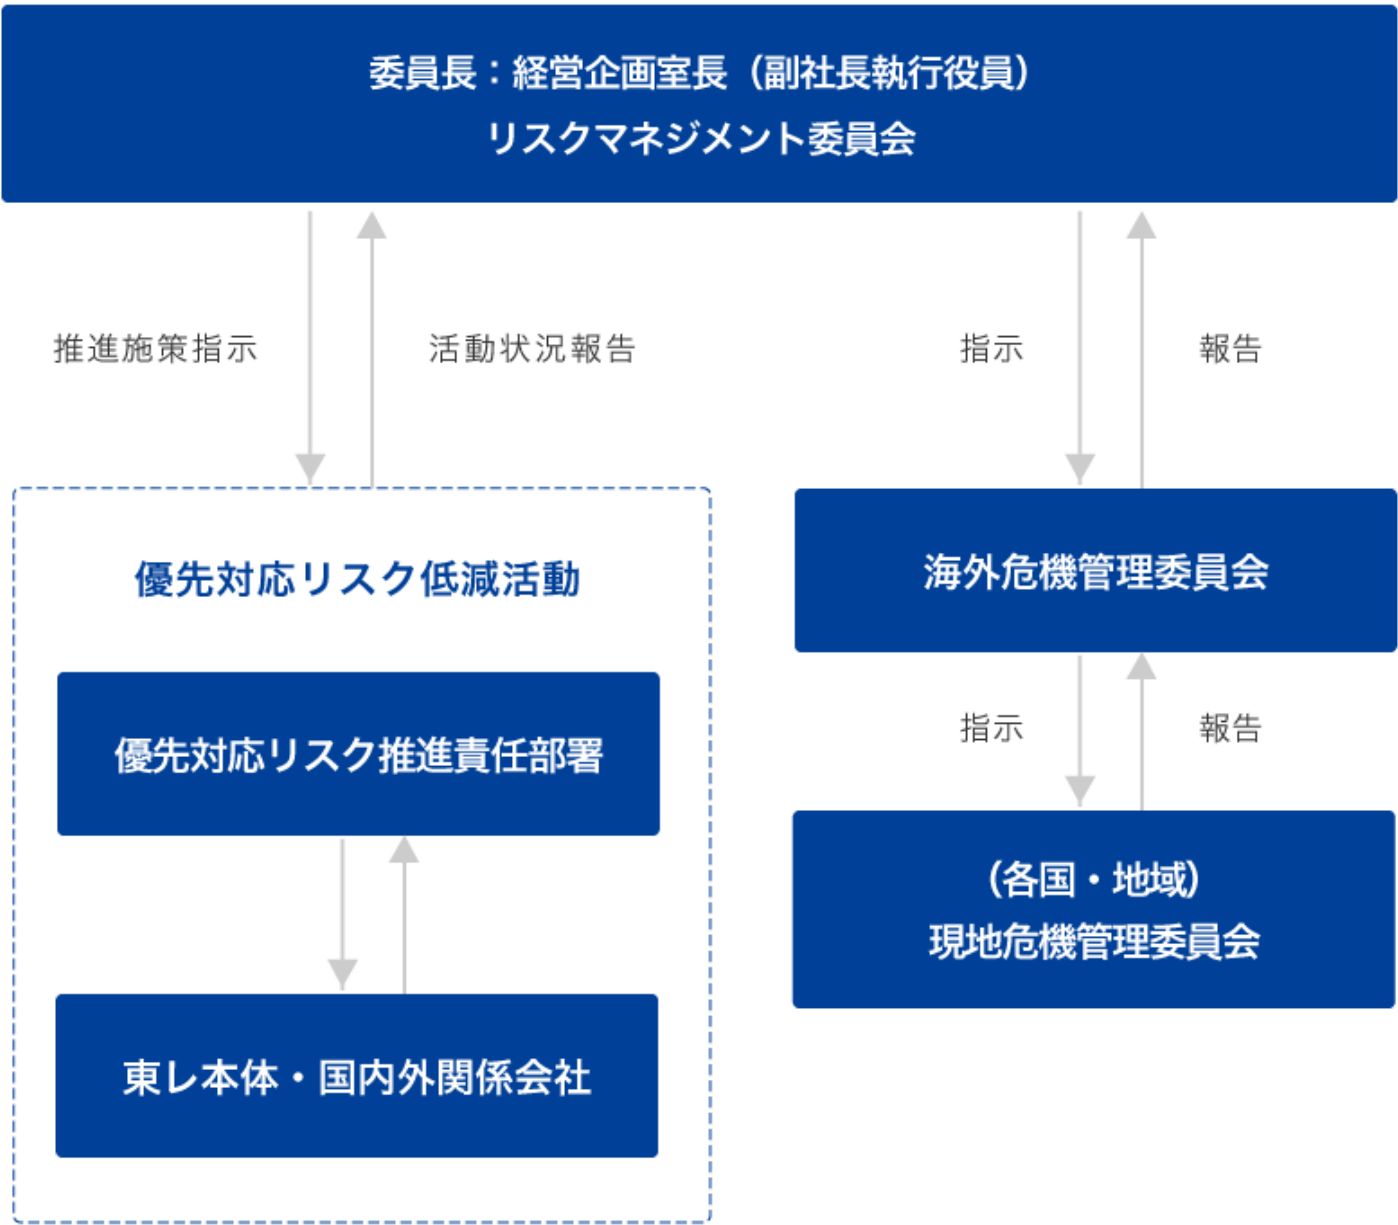 委員長：経営企画室長（副社長執行役員）
リスクマネジメント委員会
推進施策指示
活動状況報告
指示
報告
優先対応リスク低減活動
海外危機管理委員会
優先対応リスク推進責任部署
指示
報告
（各国・地域）
現地危機管理委員会
東レ本体・国内外関係会社